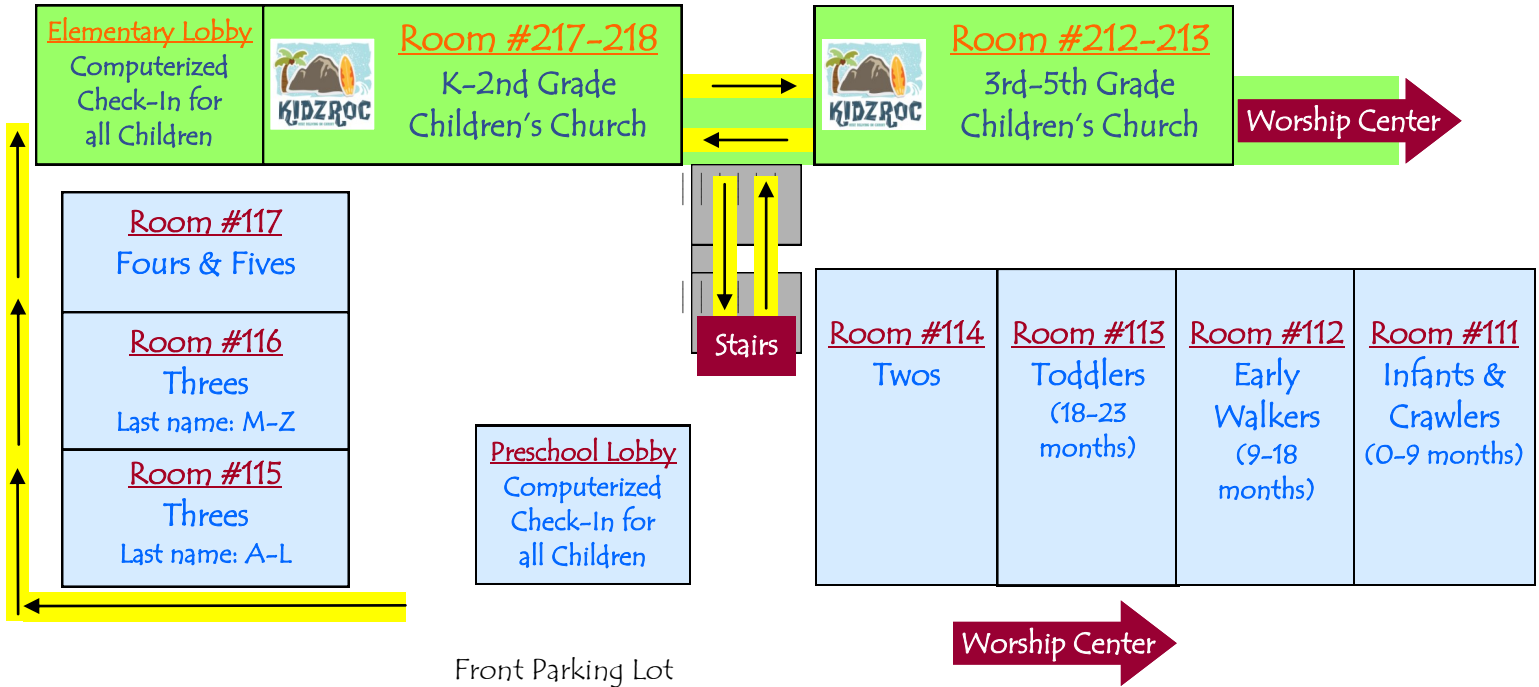 Elementary Lobby
Computerized
Check-In for
all Children
KIDZROC
Room #217-218
K-2nd Grade
Children's Church
KIDZROC
Room #212-213
3rd-5th Grade
Children's Church
Worship Center
Room #117
Fours & Fives
Room #116
Threes
Last name: M-Z
Room #115
Threes
Last name: A-L
Stairs
Preschool Lobby
Computerized
Check-In for
all Children
Room #114
Twos
Room #113
Toddlers
(18-23
months)
Room #112
Early
Walkers
(9-18
months)
Room #111
Infants &
Crawlers
(0-9 months)
Worship Center
Front Parking Lot